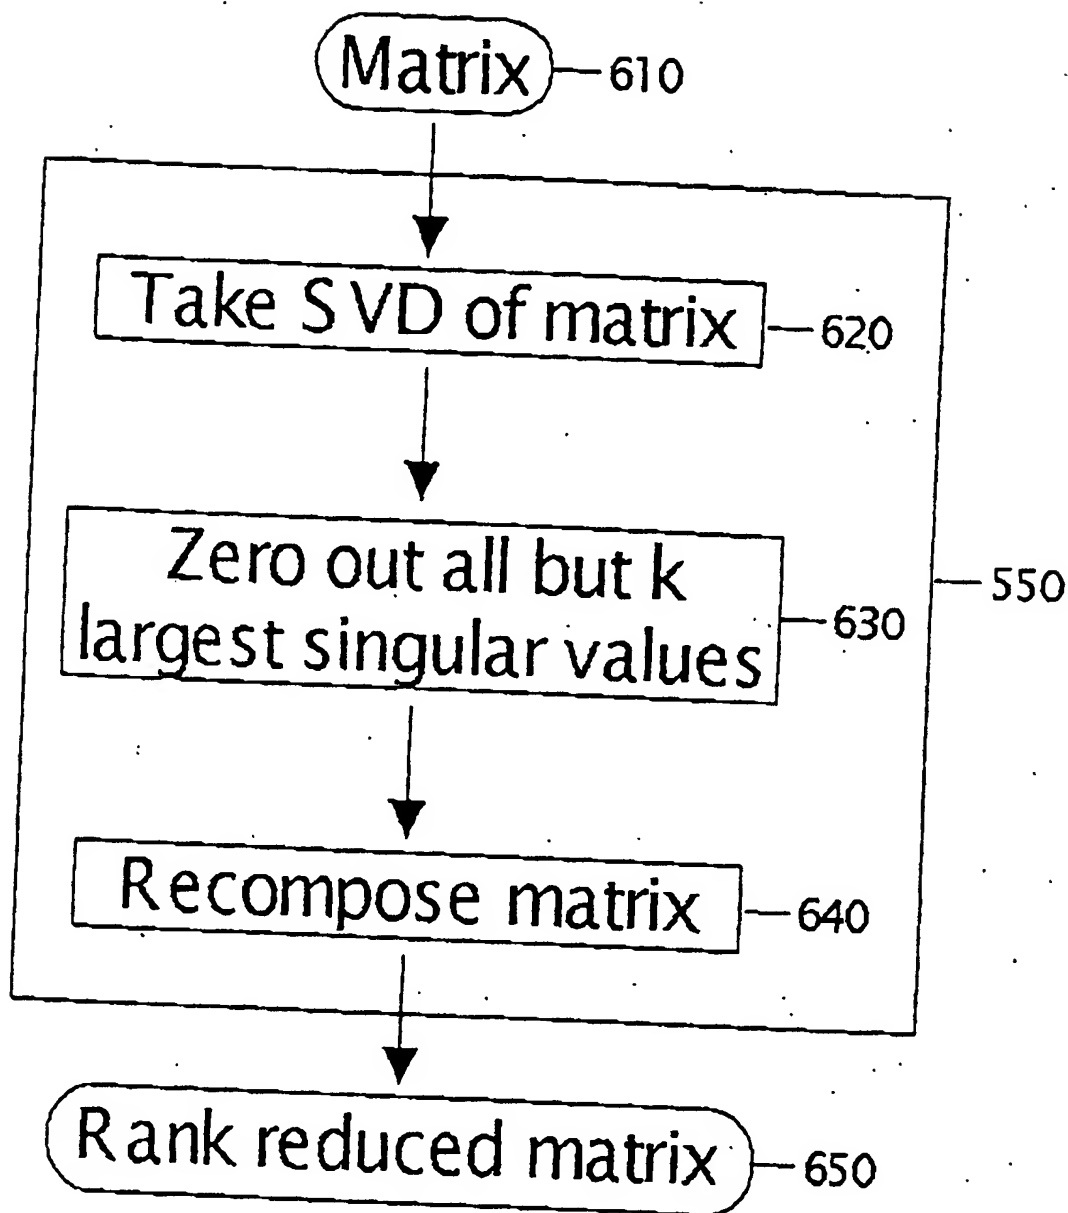 Matrix 610
Take SVD of matrix 620
Zero out all but k
largest singular values 630
550
Recompose matrix 640
Rank reduced matrix 650